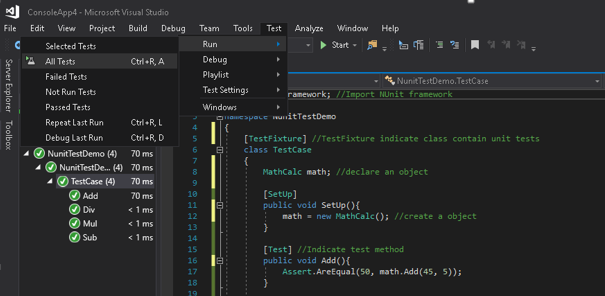 ConsoleApp4 - Microsoft Visual Studio
File Edit View Project Build Debug Team Tools Test Analyze Window Help
Start
Selected Tests
All Tests Ctrl+R, A
Failed Tests
Not Run Tests
Passed Tests
Repeat Last Run Ctrl+R, L
Debug Last Run Ctrl+R, D
Run
Debug
Playlist
Test Settings
Windows
Server Explorer
Toolbox
NunitTestDemo (4) 70 ms
NunitTestDe... (4) 70 ms
TestCase (4) 70 ms
Add 70 ms
Div < 1 ms
Mul < 1 ms
Sub < 1 ms
NunitTestDemo.TestCase
ramework; //Import NUnit framework
3 namespace NunitTestDemo
4 {
5 [TestFixture] //TestFixture indicate class contain unit tests
6 class TestCase
7 {
8 MathCalc math; //declare an object
9
10 [SetUp]
11 public void SetUp(){
12 math = new MathCalc(); //create a object
13 }
14
15 [Test] //Indicate test method
16 public void Add(){
17 Assert.AreEqual(50, math.Add(45, 5));
18 }
19